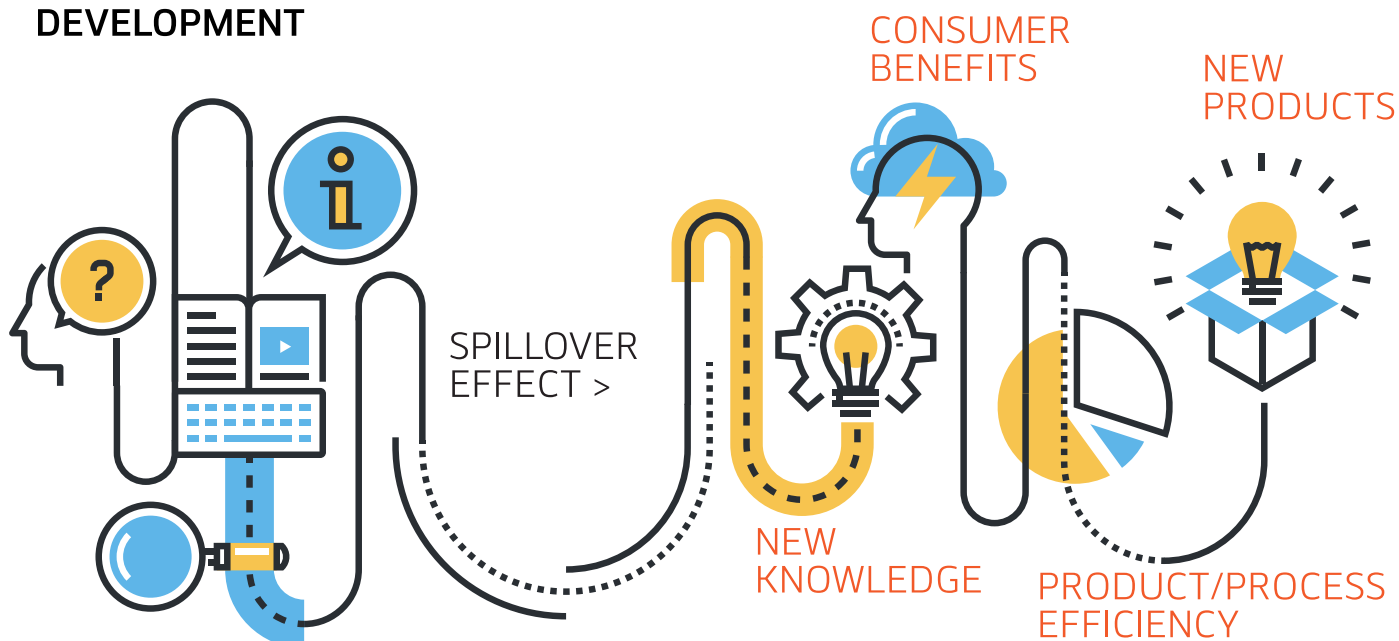 DEVELOPMENT
?
i
SPILLOVER
EFFECT >
NEW
KNOWLEDGE
CONSUMER
BENEFITS
PRODUCT/PROCESS
EFFICIENCY
NEW
PRODUCTS